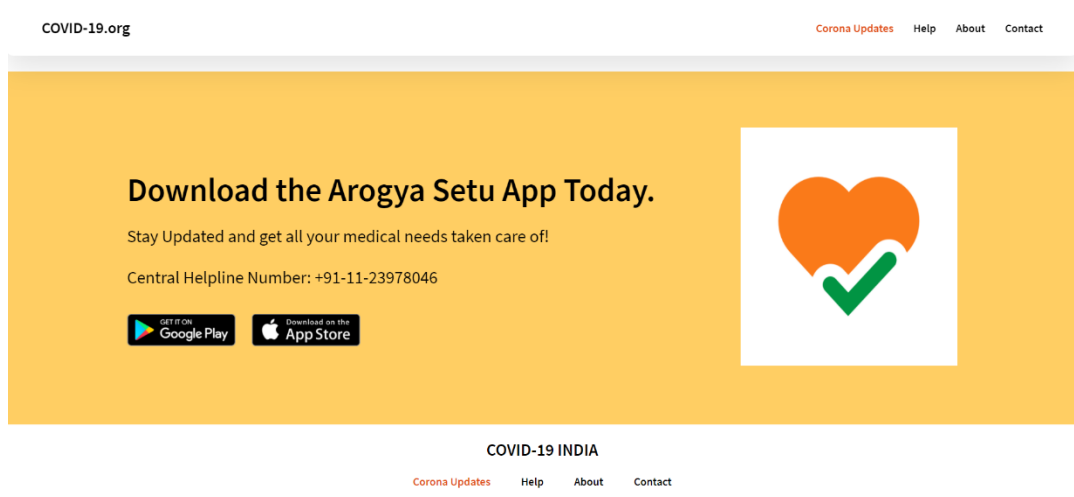 COVID-19.org
Corona Updates Help About Contact
Download the Arogya Setu App Today.
Stay Updated and get all your medical needs taken care of!
Central Helpline Number: +91-11-23978046
GET IT ON
Google Play
Download on the
App Store
COVID-19 INDIA
Corona Updates Help About Contact